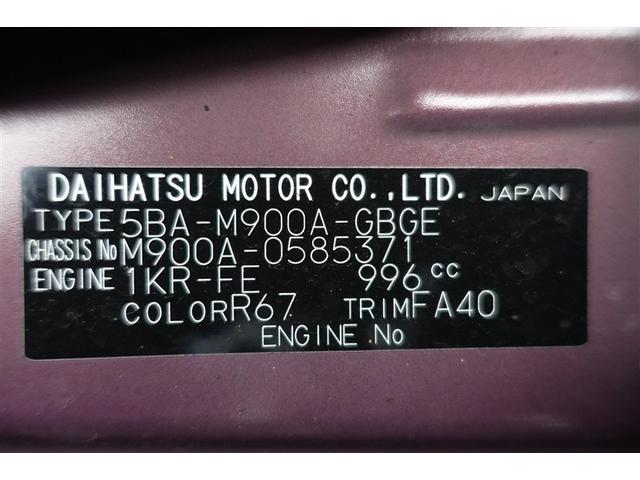 DAIHATSU MOTOR CO.,LTD. JAPAN
TYPE 5BA-M900A-GBGE
CHASSIS No M900A-0585371
ENGINE 1KR-FE 996 cc
COLOR R67 TRIM FA40
ENGINE No